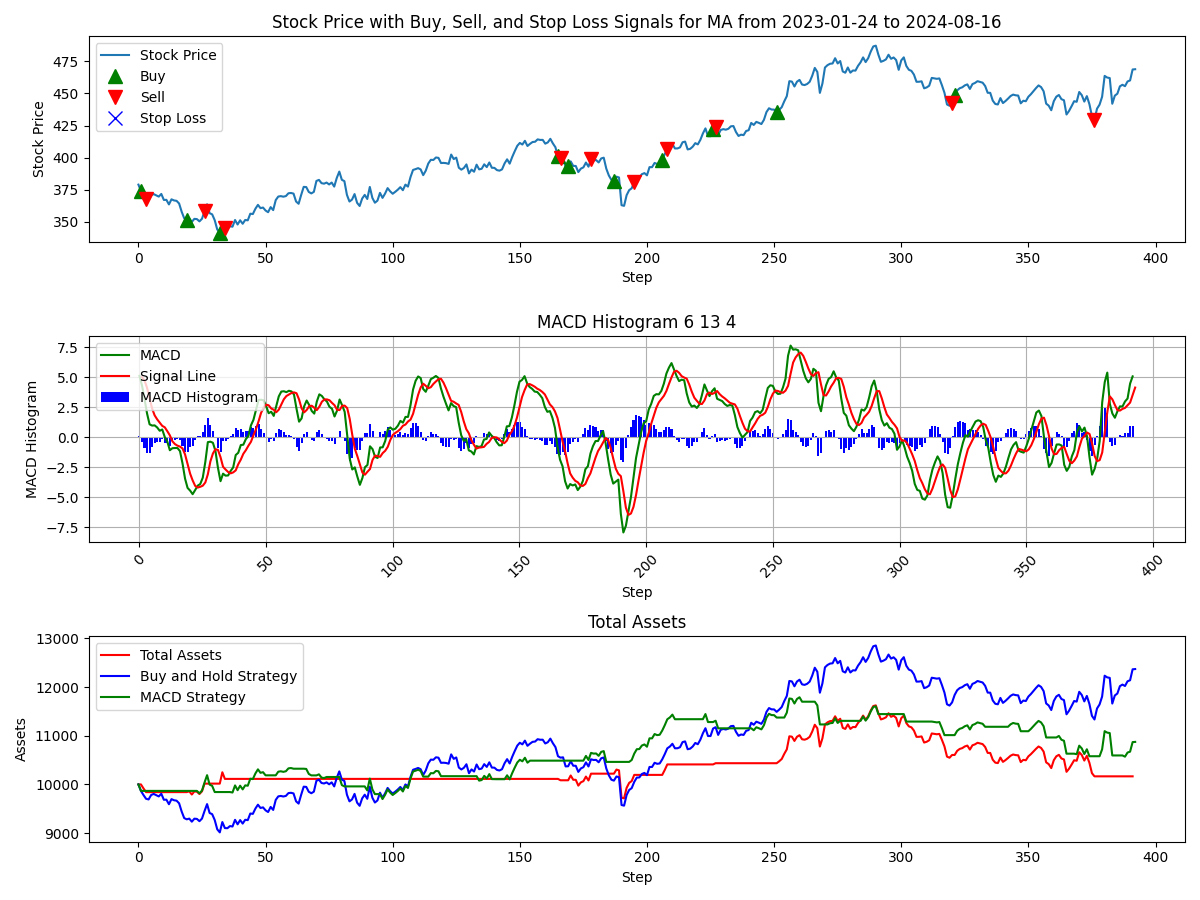 Stock Price with Buy, Sell, and Stop Loss Signals for MA from 2023-01-24 to 2024-08-16
Stock Price
Buy
Sell
Stop Loss
Stock Price
475
450
425
400
375
350
0 50 100 150 200 250 300 350 400
Step
MACD Histogram 6 13 4
MACD
Signal Line
MACD Histogram
MACD Histogram
7.5
5.0
2.5
0.0
−2.5
−5.0
−7.5
0 50 100 150 200 250 300 350 400
Step
Total Assets
Total Assets
Buy and Hold Strategy
MACD Strategy
Assets
13000
12000
11000
10000
9000
0 50 100 150 200 250 300 350 400
Step